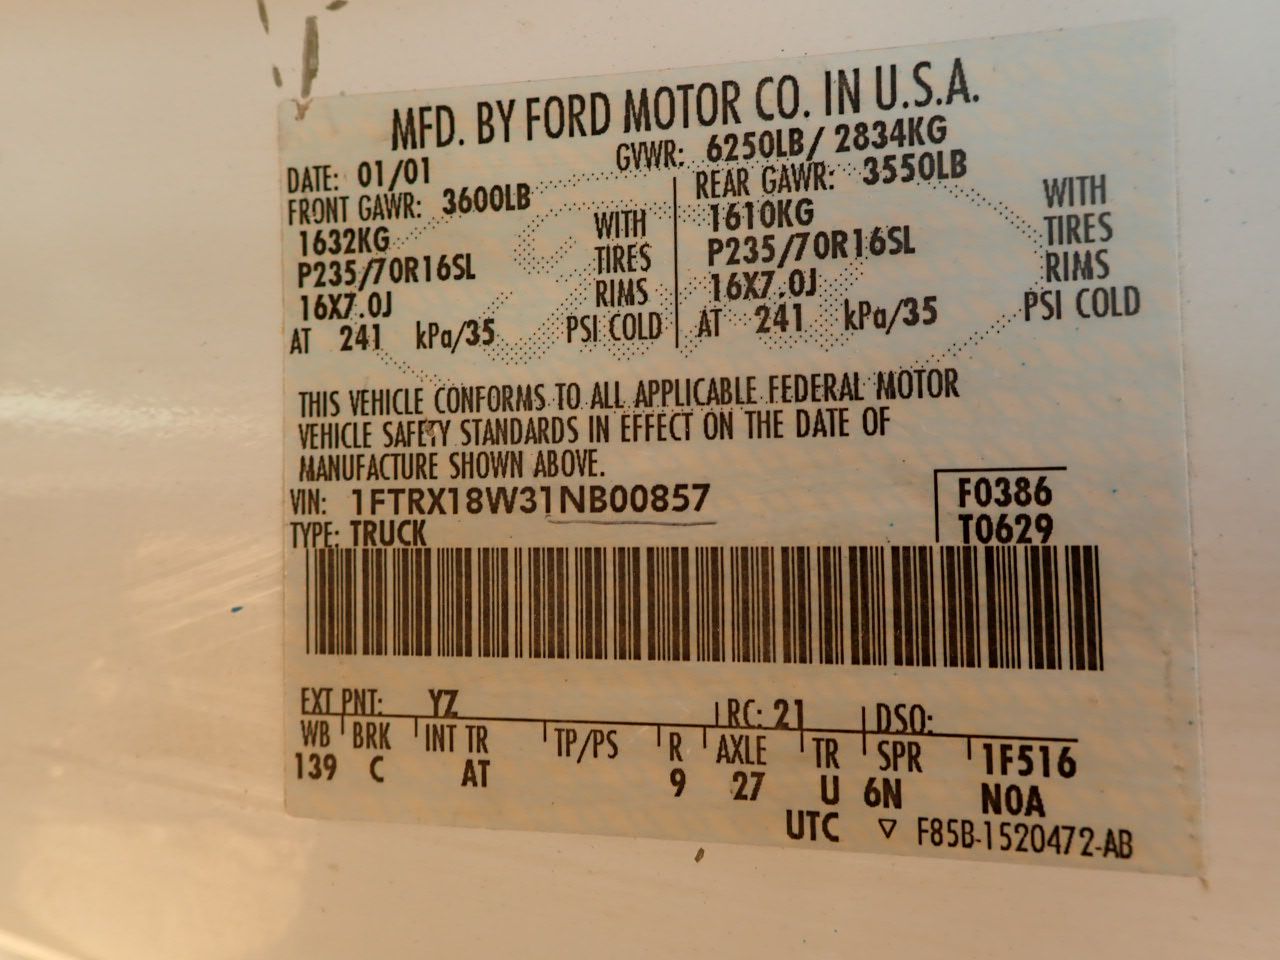 MFD. BY FORD MOTOR CO. IN U.S.A.
DATE: 01/01 GVWR: 6250LB/ 2834KG
FRONT GAWR: 3600LB REAR GAWR: 3550LB
1632KG WITH 1610KG WITH
P235/70R16SL TIRES P235/70R16SL TIRES
16X7.0J RIMS 16X7.0J RIMS
AT 241 kPa/35 PSI COLD AT 241 kPa/35 PSI COLD
THIS VEHICLE CONFORMS TO ALL APPLICABLE FEDERAL MOTOR
VEHICLE SAFETY STANDARDS IN EFFECT ON THE DATE OF
MANUFACTURE SHOWN ABOVE.
VIN: 1FTRX18W31NB00857 F0386
TYPE: TRUCK T0629
EXT PNT: YZ RC: 21 DSO:
WB BRK INT TR TP/PS R AXLE TR SPR 1F516
139 C AT 9 27 U 6N N0A
UTC ▽ F85B-1520472-AB